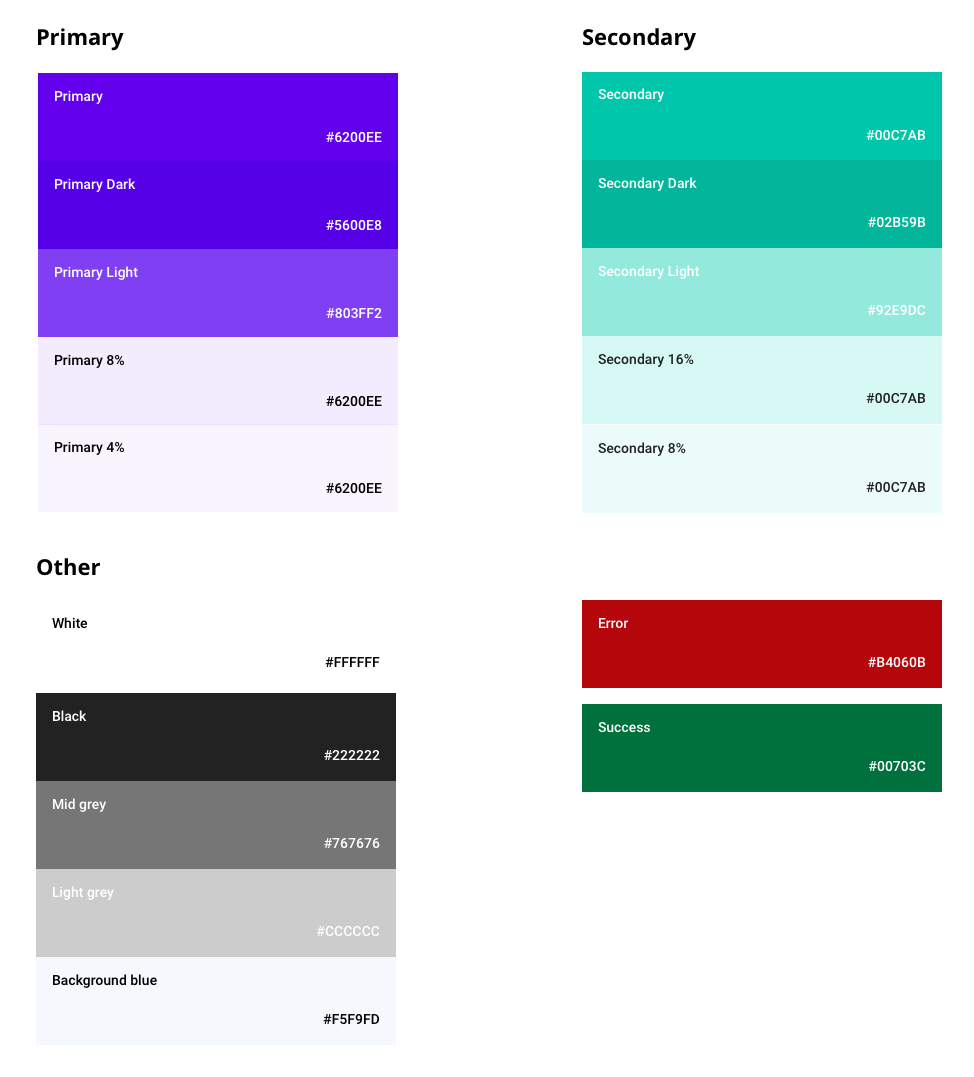 Primary
Primary
#6200EE
Primary Dark
#5600E8
Primary Light
#803FF2
Primary 8%
#6200EE
Primary 4%
#6200EE
Secondary
Secondary
#00C7AB
Secondary Dark
#02B59B
Secondary Light
#92E9DC
Secondary 16%
#00C7AB
Secondary 8%
#00C7AB
Other
White
#FFFFFF
Black
#222222
Mid grey
#767676
Light grey
#CCCCCC
Background blue
#F5F9FD
Error
#B4060B
Success
#00703C